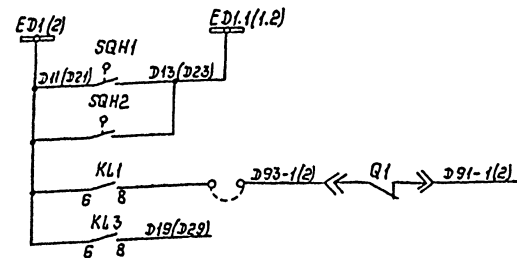 ED1(2)
ED1.1(1.2)
SQH1
D11(D21)
D13(D23)
SQH2
KL1
6 8
D93-1(2)
Q1
D91-1(2)
KL3
6 8
D19(D29)